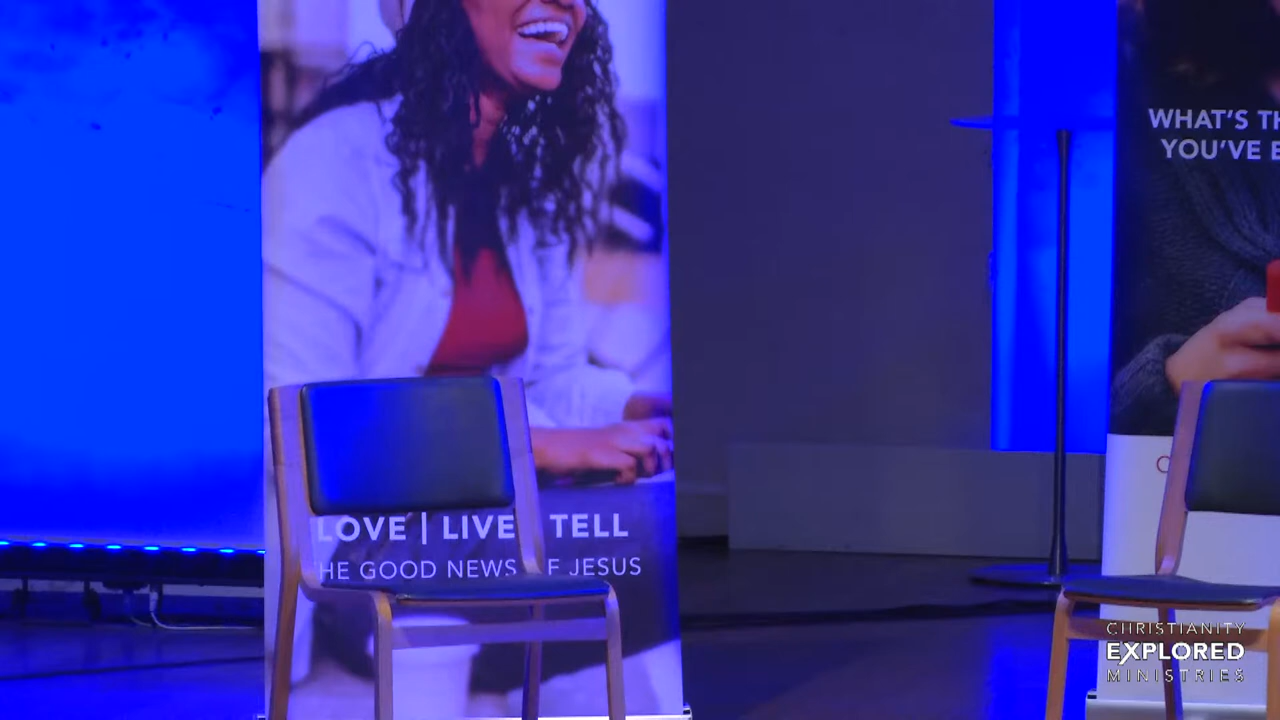 LOVE | LIVE TELL
HE GOOD NEWS F JESUS
WHAT'S TH
YOU'VE E
CHRISTIANITY
EXPLORED
MINISTRIES